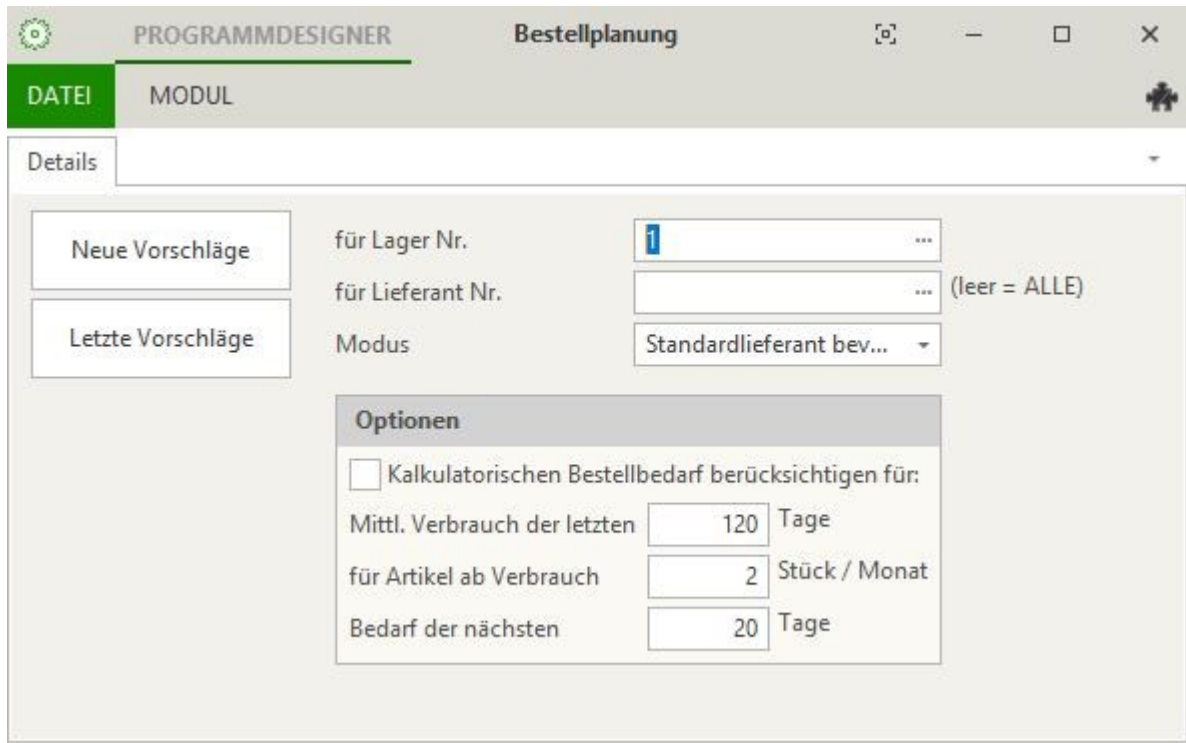 PROGRAMMDESIGNER Bestellplanung
DATEI MODUL
Details
Neue Vorschläge
Letzte Vorschläge
für Lager Nr. 1 ...
für Lieferant Nr. ... (leer = ALLE)
Modus Standardlieferant bev...
Optionen
Kalkulatorischen Bestellbedarf berücksichtigen für:
Mittl. Verbrauch der letzten 120 Tage
für Artikel ab Verbrauch 2 Stück / Monat
Bedarf der nächsten 20 Tage